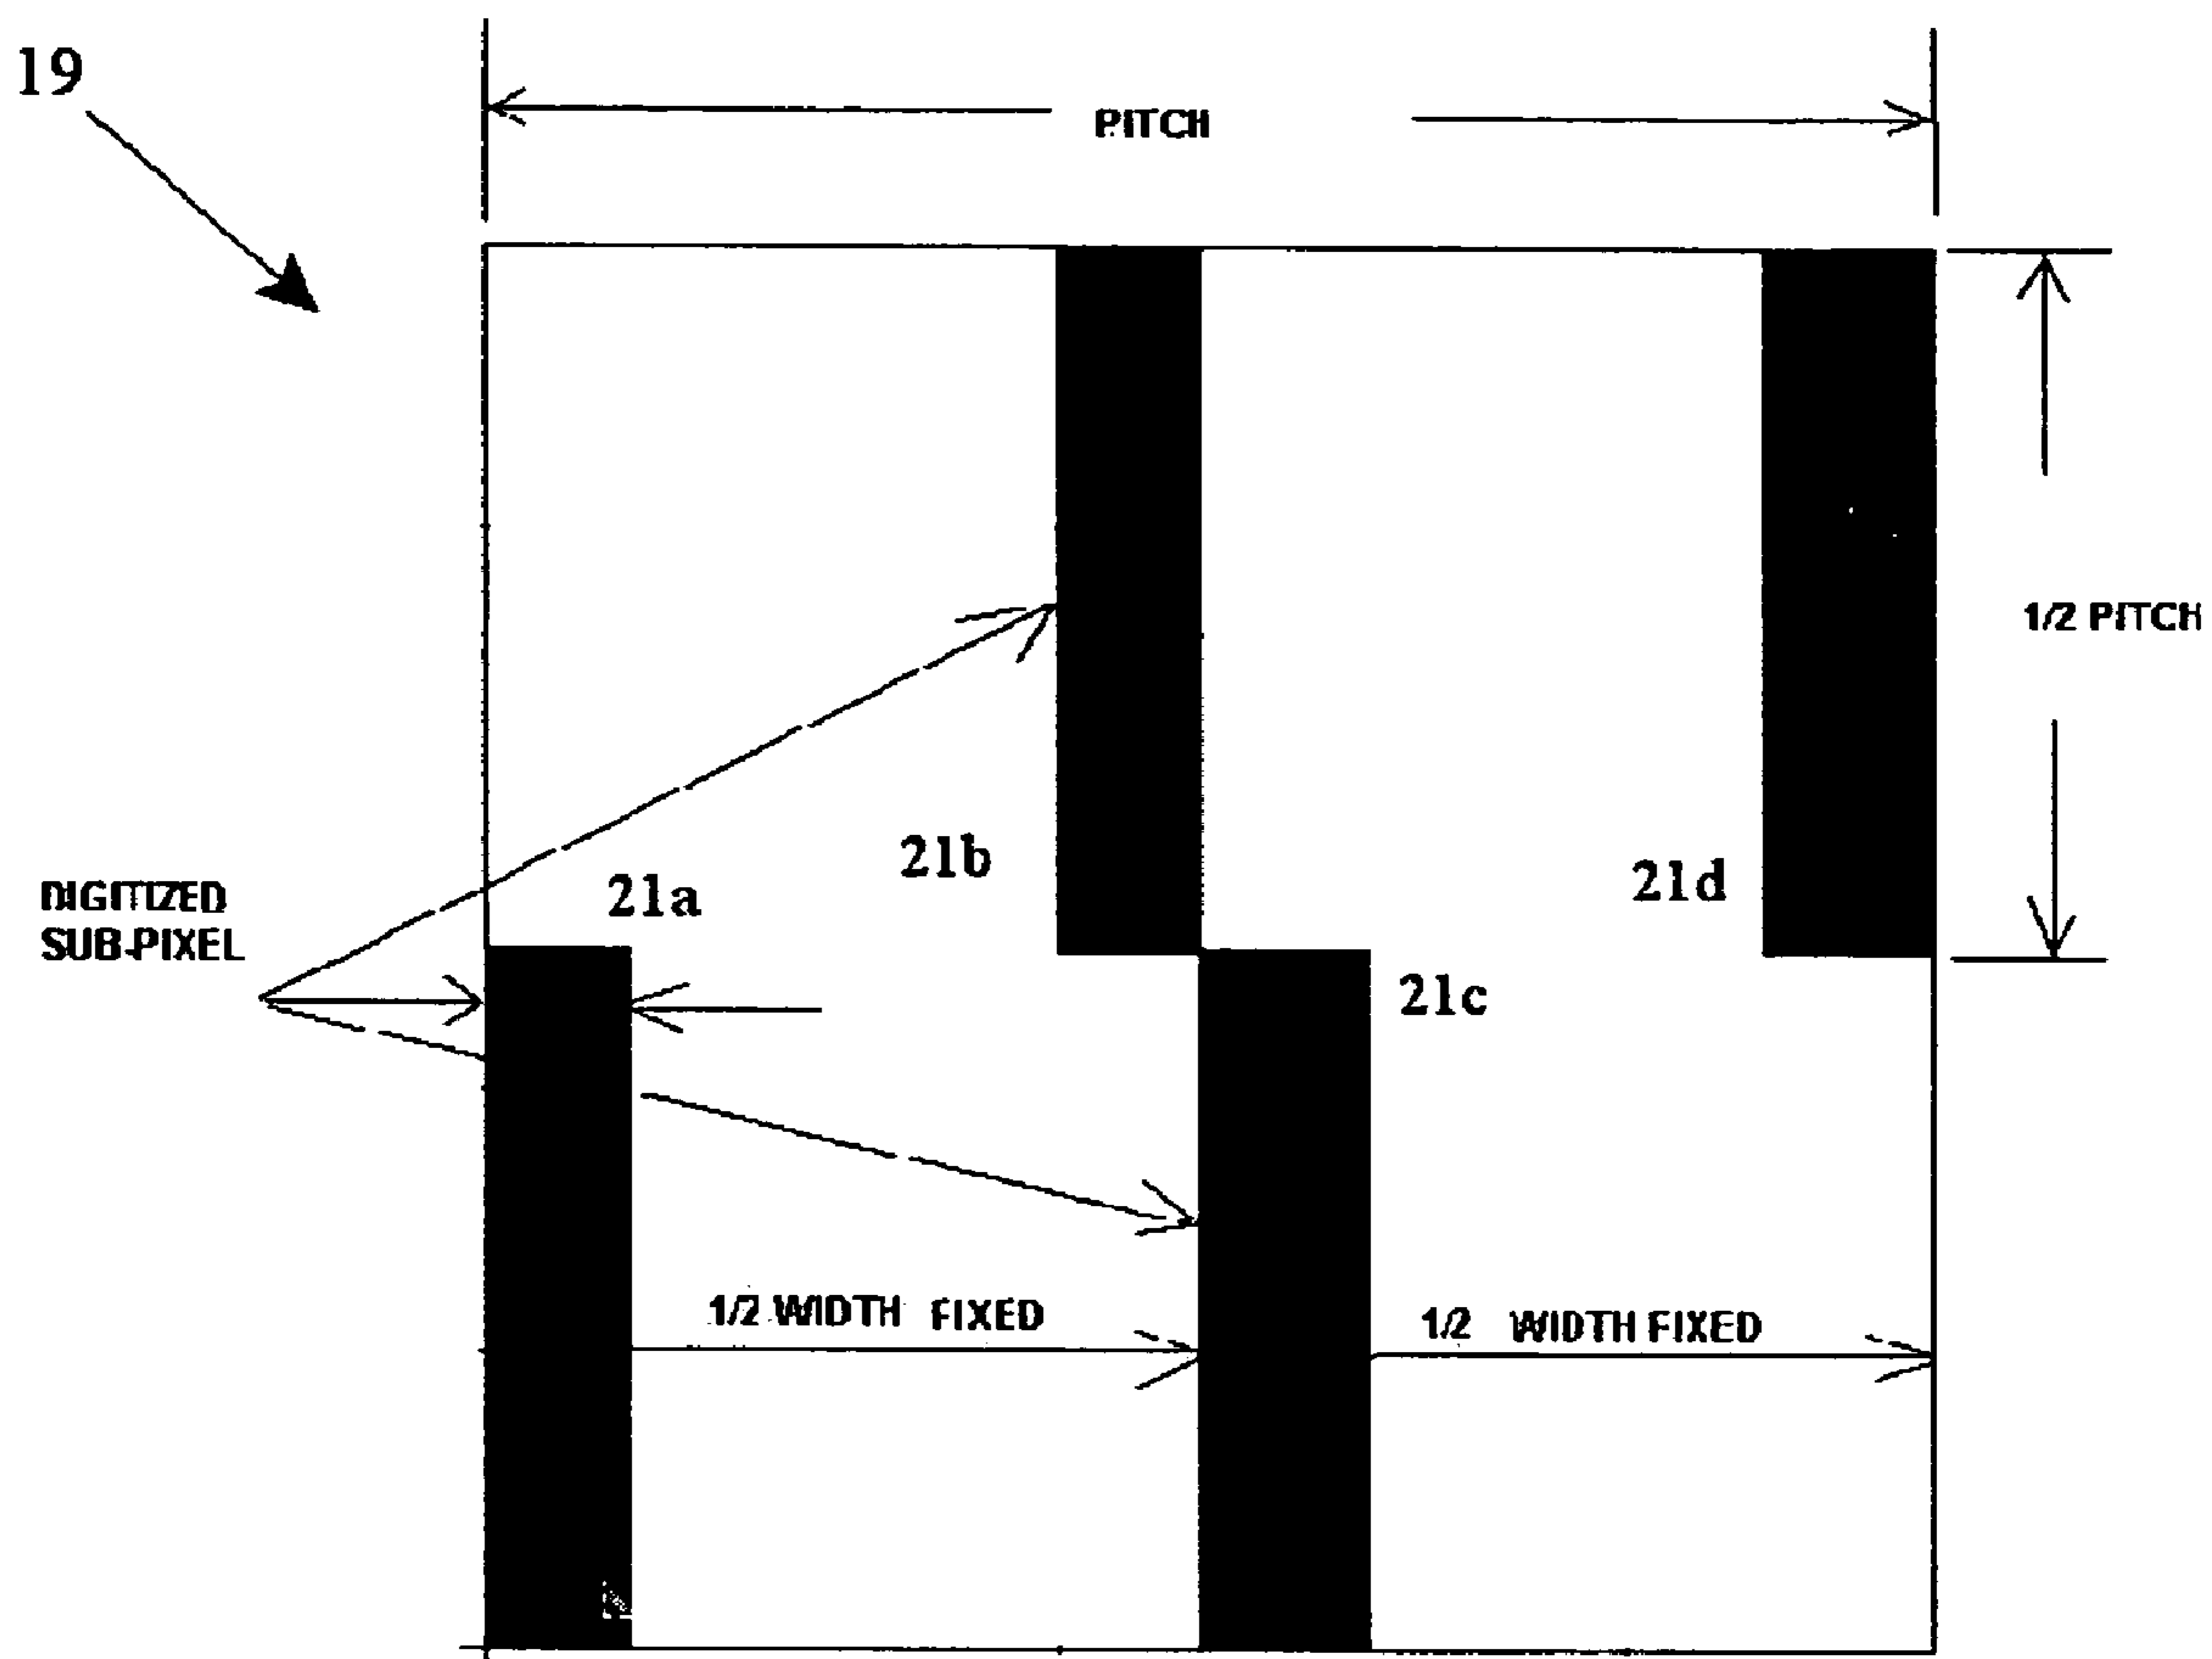 19
PITCH
1/2 PITCH
21b
21d
21a
DIGITIZED
SUB-PIXEL
21c
1/2 WIDTH FIXED
1/2 WIDTH FIXED